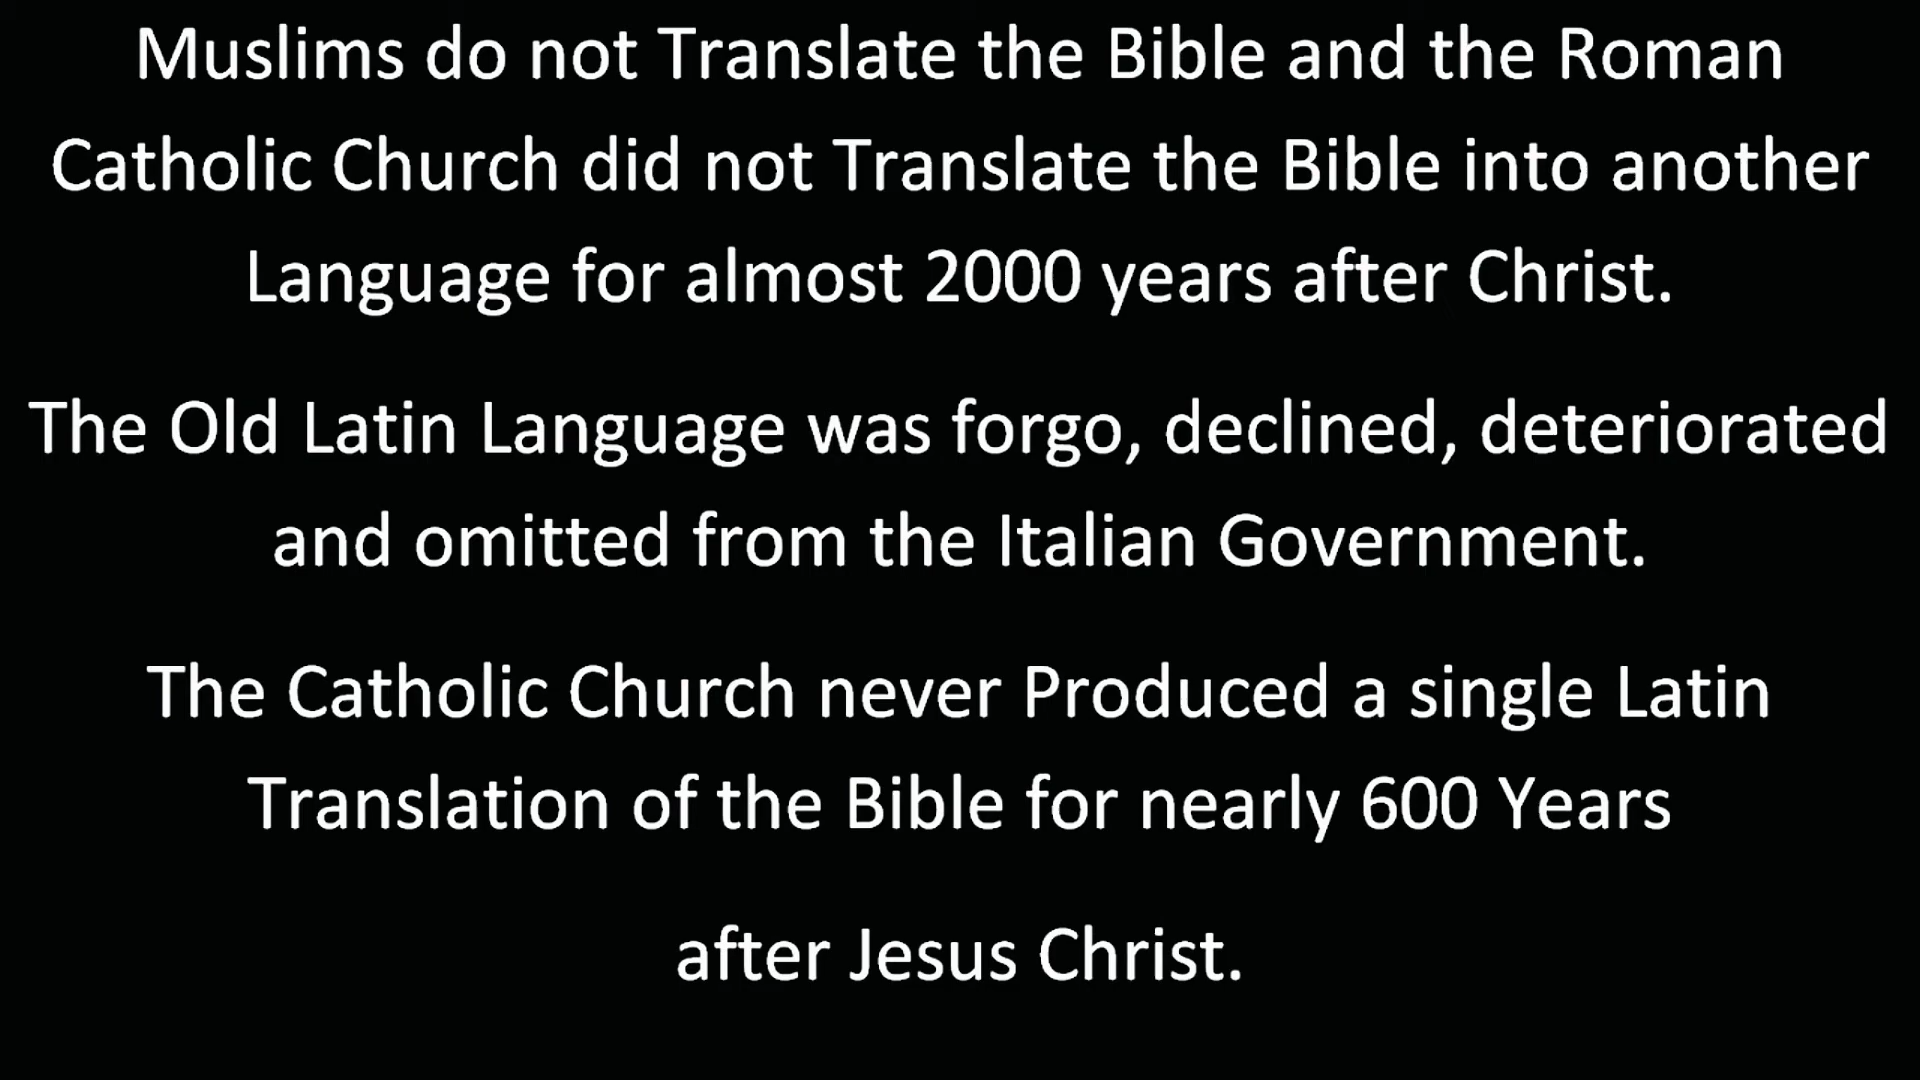 Muslims do not Translate the Bible and the Roman
Catholic Church did not Translate the Bible into another
Language for almost 2000 years after Christ.
The Old Latin Language was forgo, declined, deteriorated
and omitted from the Italian Government.
The Catholic Church never Produced a single Latin
Translation of the Bible for nearly 600 Years
after Jesus Christ.